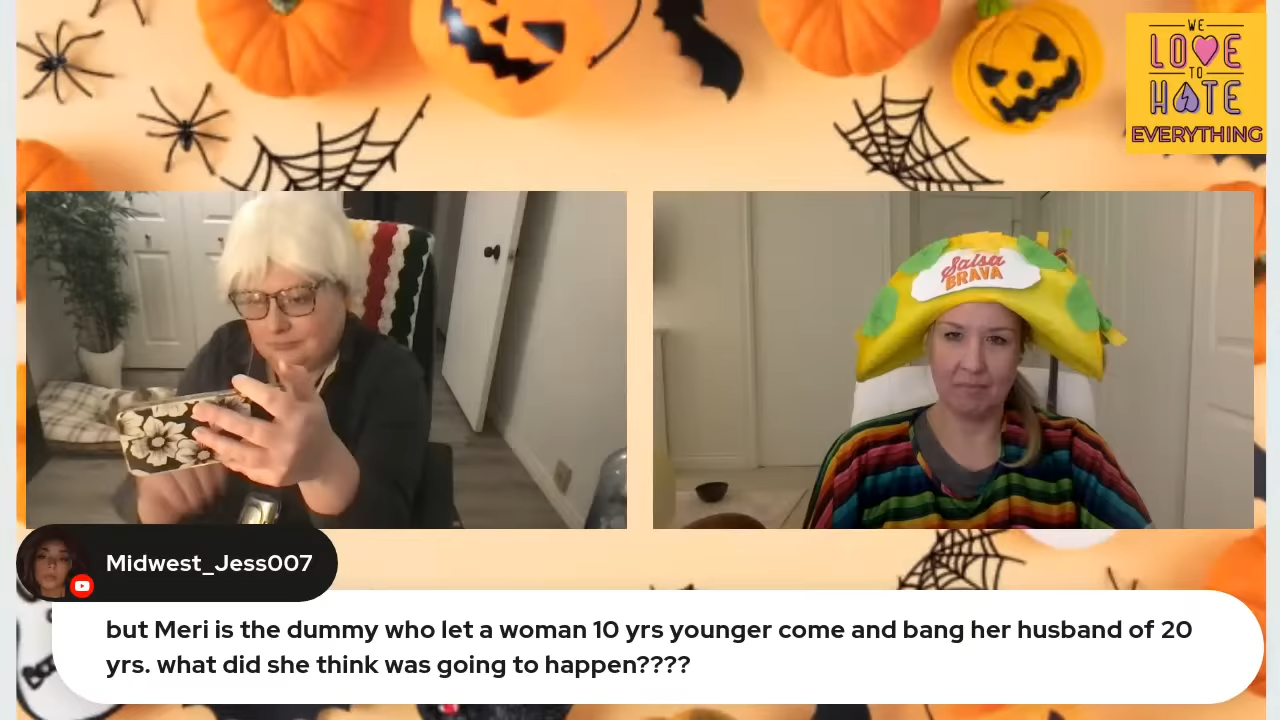 WE
LOVE
TO
HATE
EVERYTHING
Salsa
BRAVA
Midwest_Jess007
but Meri is the dummy who let a woman 10 yrs younger come and bang her husband of 20
yrs. what did she think was going to happen????